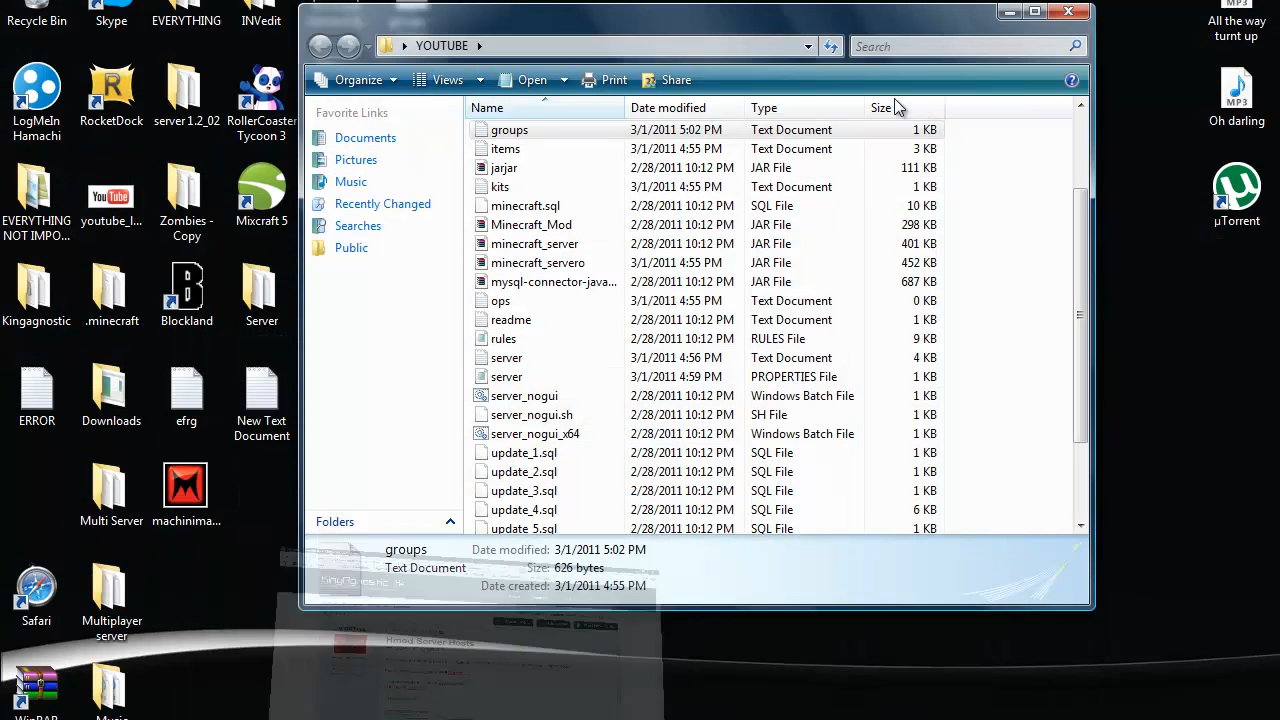 Recycle Bin
Skype
EVERYTHING
INVedit
LogMeIn
Hamachi
RocketDock
server 1.2_02
RollerCoaster
Tycoon 3
EVERYTHING
NOT IMPO...
youtube_l...
You Tube
Zombies -
Copy
Mixcraft 5
Kingagnostic
.minecraft
Blockland
Server
ERROR
Downloads
efrg
New Text
Document
Multi Server
machinima...
Safari
Multiplayer
server
WinRAR
Music
YOUTUBE
Search
Organize
Views
Open
Print
Share
Favorite Links
Documents
Pictures
Music
Recently Changed
Searches
Public
Folders
Name Date modified Type Size
groups 3/1/2011 5:02 PM Text Document 1 KB
items 3/1/2011 4:55 PM Text Document 3 KB
jarjar 2/28/2011 10:12 PM JAR File 111 KB
kits 3/1/2011 4:55 PM Text Document 1 KB
minecraft.sql 2/28/2011 10:12 PM SQL File 10 KB
Minecraft_Mod 2/28/2011 10:12 PM JAR File 298 KB
minecraft_server 2/28/2011 10:12 PM JAR File 401 KB
minecraft_servero 3/1/2011 4:55 PM JAR File 452 KB
mysql-connector-java... 2/28/2011 10:12 PM JAR File 687 KB
ops 3/1/2011 4:55 PM Text Document 0 KB
readme 2/28/2011 10:12 PM Text Document 1 KB
rules 2/28/2011 10:12 PM RULES File 9 KB
server 3/1/2011 4:56 PM Text Document 4 KB
server 3/1/2011 4:59 PM PROPERTIES File 1 KB
server_nogui 2/28/2011 10:12 PM Windows Batch File 1 KB
server_nogui.sh 2/28/2011 10:12 PM SH File 1 KB
server_nogui_x64 2/28/2011 10:12 PM Windows Batch File 1 KB
update_1.sql 2/28/2011 10:12 PM SQL File 1 KB
update_2.sql 2/28/2011 10:12 PM SQL File 1 KB
update_3.sql 2/28/2011 10:12 PM SQL File 1 KB
update_4.sql 2/28/2011 10:12 PM SQL File 6 KB
update_5.sql 2/28/2011 10:12 PM SQL File 1 KB
groups
Text Document
Date modified: 3/1/2011 5:02 PM
Size: 626 bytes
Date created: 3/1/2011 4:55 PM
Hmod Server Hosts
MP3
All the way
turnt up
MP3
Oh darling
µTorrent